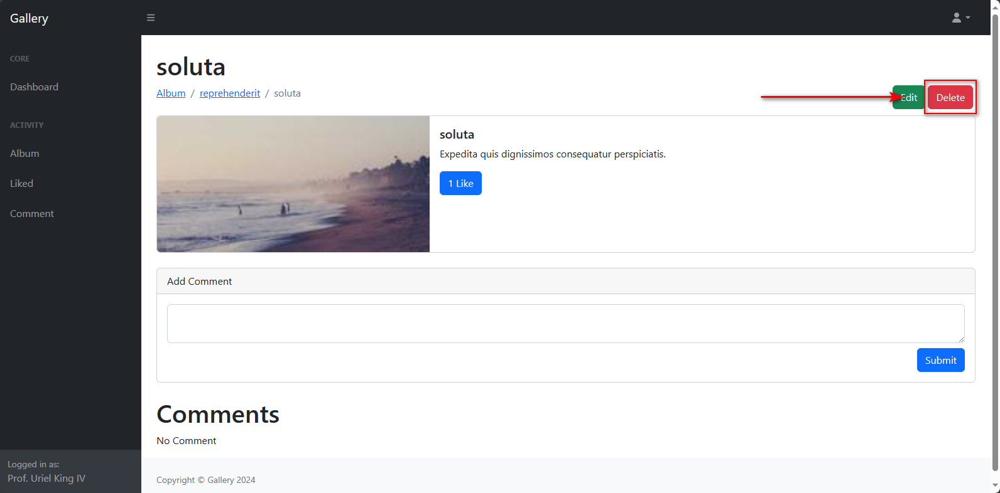 Gallery
CORE
Dashboard
ACTIVITY
Album
Liked
Comment
Logged in as:
Prof. Uriel King IV
soluta
Album / reprehenderit / soluta
Edit
Delete
soluta
Expedita quis dignissimos consequatur perspiciatis.
1 Like
Add Comment
Submit
Comments
No Comment
Copyright © Gallery 2024